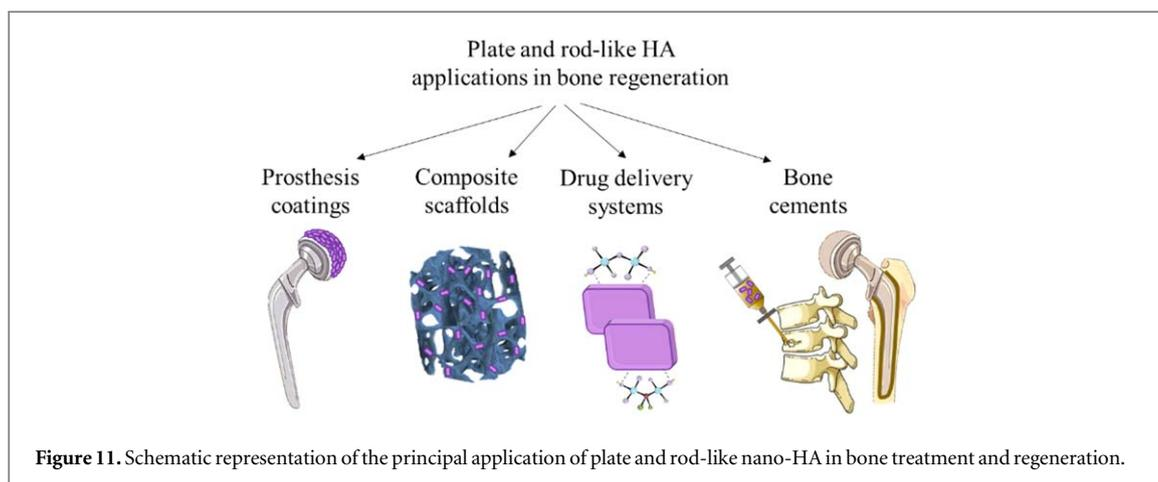 Plate and rod-like HA
applications in bone regeneration
Prosthesis
coatings
Composite
scaffolds
Drug delivery
systems
Bone
cements
Figure 11. Schematic representation of the principal application of plate and rod-like nano-HA in bone treatment and regeneration.